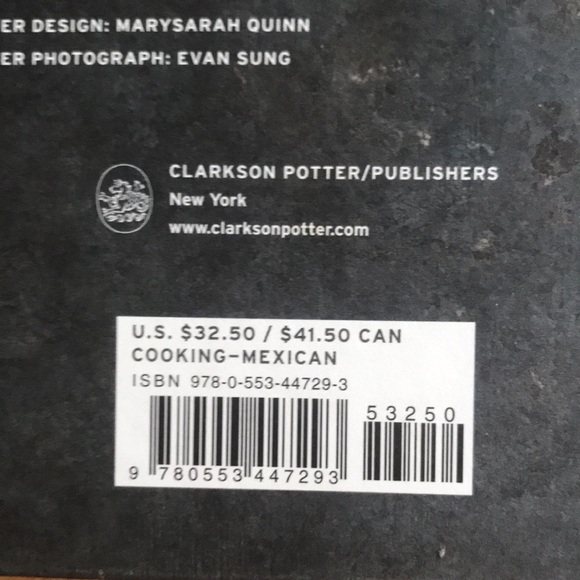 ER DESIGN: MARYSARAH QUINN
ER PHOTOGRAPH: EVAN SUNG
CLARKSON POTTER/PUBLISHERS
New York
www.clarksonpotter.com
U.S. $32.50 / $41.50 CAN
COOKING–MEXICAN
ISBN 978-0-553-44729-3
53250
9 780553 447293